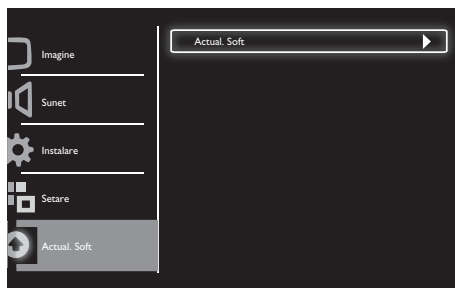 Imagine
Sunet
Instalare
Setare
Actual. Soft
Actual. Soft